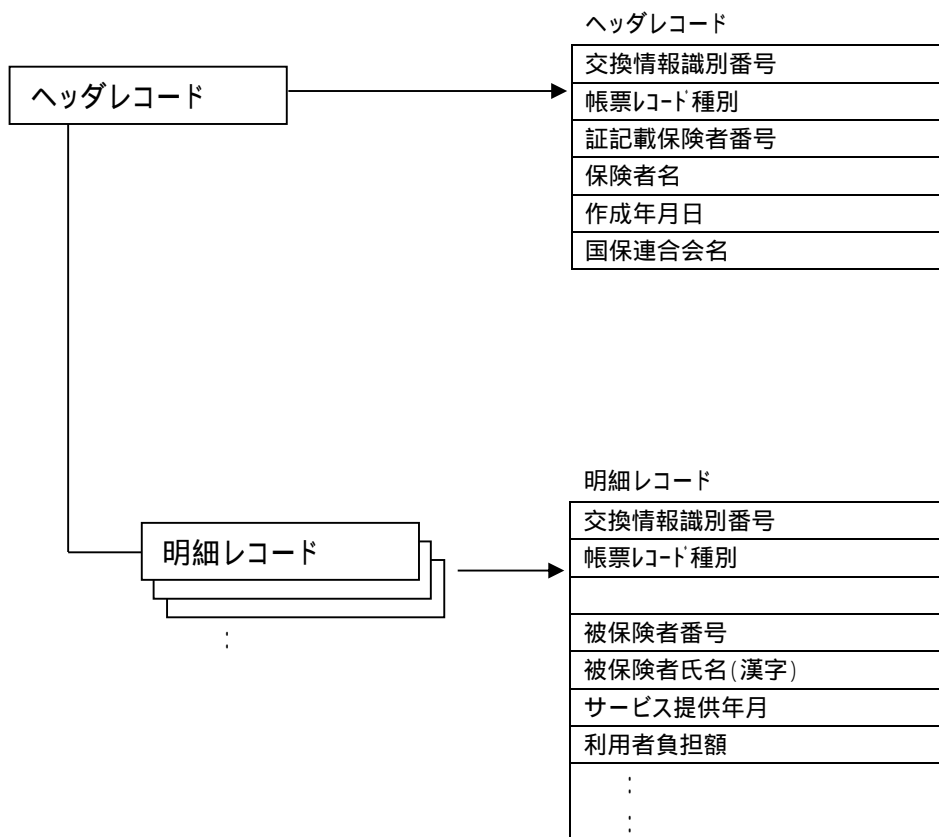 ヘッダレコード
ヘッダレコード
交換情報識別番号
帳票ﾚｺｰﾄﾞ種別
証記載保険者番号
保険者名
作成年月日
国保連合会名
明細レコード
明細レコード
交換情報識別番号
帳票ﾚｺｰﾄﾞ種別
被保険者番号
被保険者氏名(漢字)
サービス提供年月
利用者負担額
:
:
: